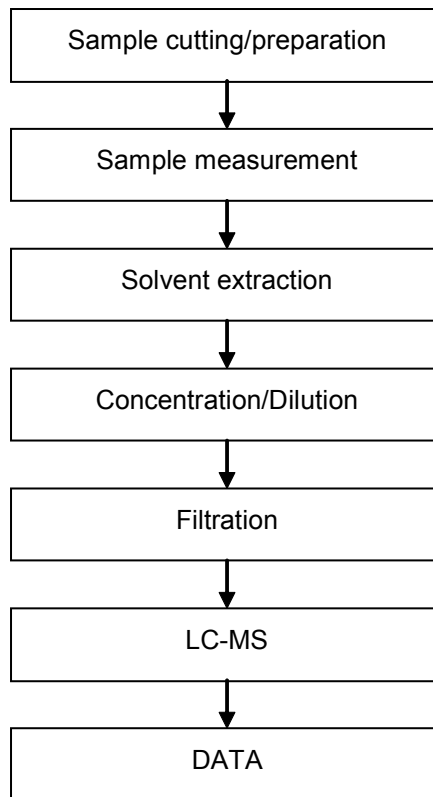 Sample cutting/preparation
Sample measurement
Solvent extraction
Concentration/Dilution
Filtration
LC-MS
DATA